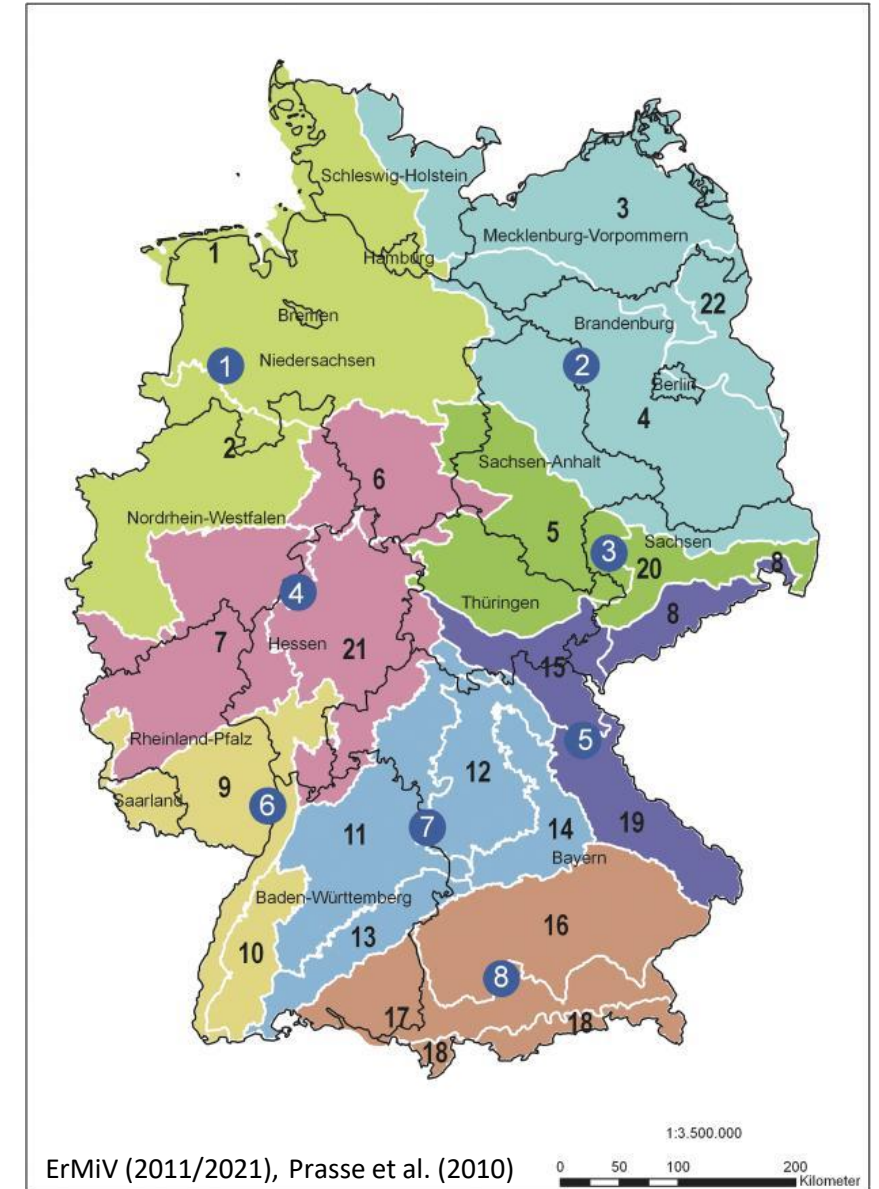 Schleswig-Holstein
3
Mecklenburg-Vorpommern
1
Hamburg
22
Bremen
Brandenburg
1
Niedersachsen
2
Berlin
4
2
Sachsen-Anhalt
6
Nordrhein-Westfalen
5
Sachsen
3
20
8
4
Thüringen
8
7
Hessen
21
15
Rheinland-Pfalz
5
12
9
Saarland
6
11
7
14
19
Bayern
Baden-Württemberg
16
13
10
8
17
18
18
1:3.500.000
ErMiV (2011/2021), Prasse et al. (2010)
0 50 100 200
Kilometer